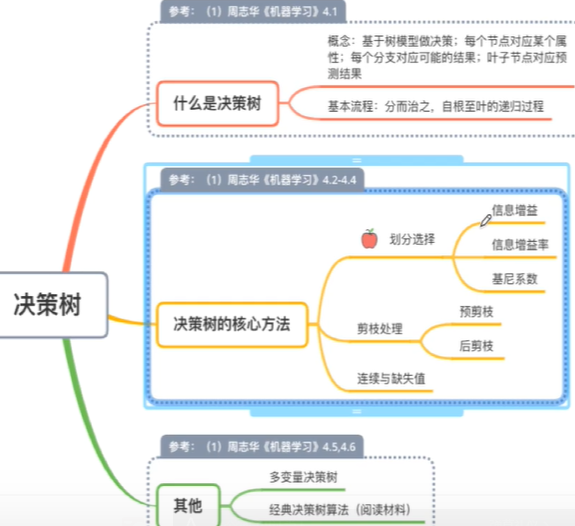 参考：（1）周志华《机器学习》4.1
概念：基于树模型做决策；每个节点对应某个属
性；每个分支对应可能的结果；叶子节点对应预
测结果
什么是决策树
基本流程：分而治之，自根至叶的递归过程
参考：（1）周志华《机器学习》4.2-4.4
信息增益
划分选择
信息增益率
基尼系数
决策树
决策树的核心方法
预剪枝
剪枝处理
后剪枝
连续与缺失值
参考：（1）周志华《机器学习》4.5,4.6
多变量决策树
其他
经典决策树算法（阅读材料）